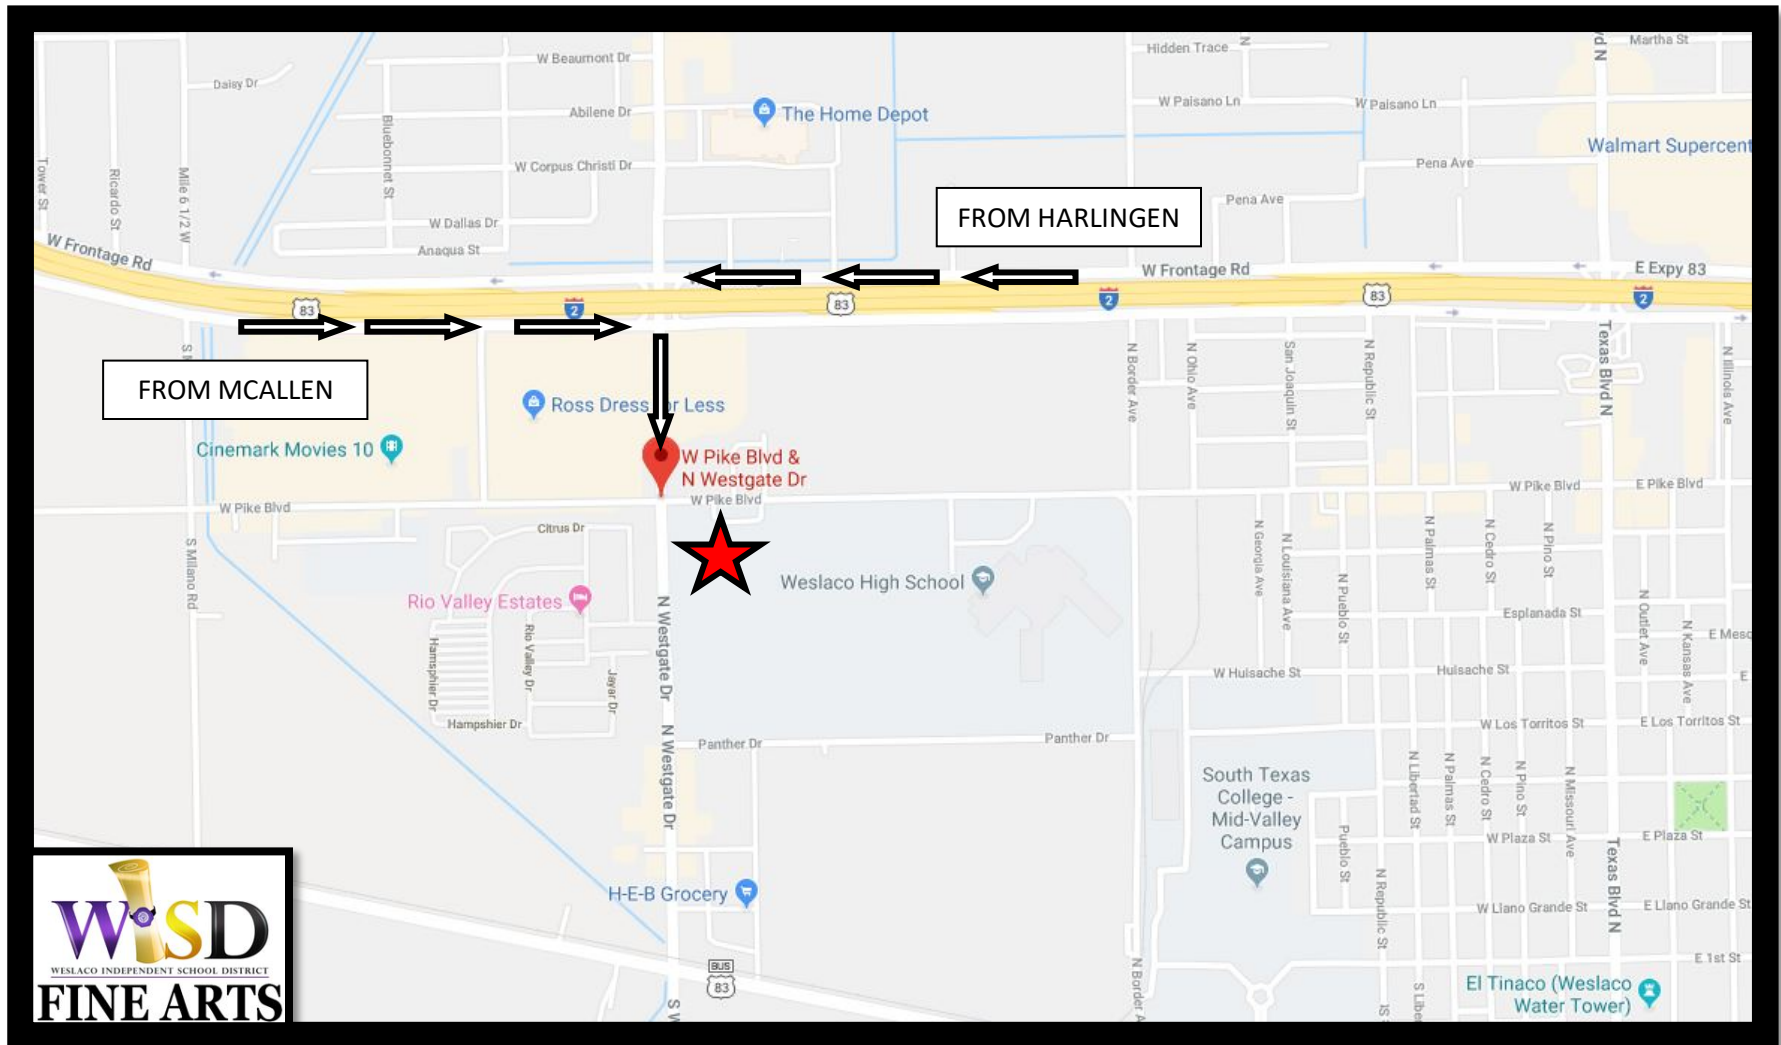 W Beaumont Dr
Hidden Trace
N
vd N
Martha St
Daisy Dr
Abilene Dr
The Home Depot
W Paisano Ln
W Paisano Ln
Walmart Supercent
Tower St
Ricardo St
Mile 6 1/2 W
Bluebonnet St
W Corpus Christi Dr
Pena Ave
Pena Ave
W Dallas Dr
Anaqua St
FROM HARLINGEN
W Frontage Rd
W Frontage Rd
E Expy 83
83
2
83
2
83
2
FROM MCALLEN
Ross Dress for Less
Cinemark Movies 10
N Border Ave
N Ohio Ave
San Joaquin St
N Republic St
Texas Blvd N
N Illinois Ave
W Pike Blvd &
N Westgate Dr
W Pike Blvd
W Pike Blvd
W Pike Blvd
E Pike Blvd
Citrus Dr
S Milano Rd
Weslaco High School
Rio Valley Estates
N Westgate Dr
Hamsphier Dr
Rio Valley Dr
Jayar Dr
Hampshier Dr
N Georgia Ave
N Louisiana Ave
N Pueblo St
N Palmas St
N Cedro St
N Pino St
Esplanada St
N Outlet Ave
N Kansas Ave
E Mesq
W Huisache St
Huisache St
E
W Los Torritos St
E Los Torritos St
Panther Dr
Panther Dr
N Westgate Dr
South Texas
College -
Mid-Valley
Campus
N Libertad St
N Palmas St
N Cedro St
N Pino St
N Missouri Ave
W Plaza St
E Plaza St
Pueblo St
N Republic St
Texas Blvd N
H-E-B Grocery
W Llano Grande St
E Llano Grande St
E 1st St
BUS
83
S W
N Border A
S Liber
El Tinaco (Weslaco
Water Tower)
WISD
WESLACO INDEPENDENT SCHOOL DISTRICT
FINE ARTS